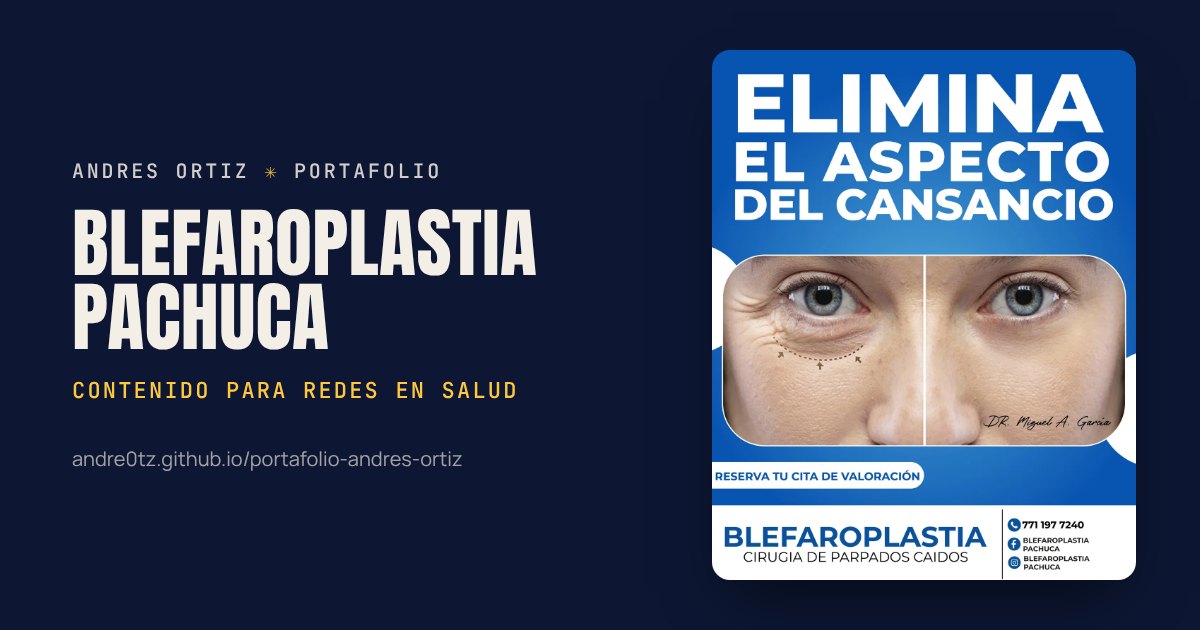 ANDRES ORTIZ ✳ PORTAFOLIO
BLEFAROPLASTIA
PACHUCA
CONTENIDO PARA REDES EN SALUD
andre0tz.github.io/portafolio-andres-ortiz
ELIMINA
EL ASPECTO
DEL CANSANCIO
DR. Miguel A. García
RESERVA TU CITA DE VALORACIÓN
BLEFAROPLASTIA
CIRUGIA DE PARPADOS CAIDOS
771 197 7240
BLEFAROPLASTIA
PACHUCA
BLEFAROPLASTIA
PACHUCA